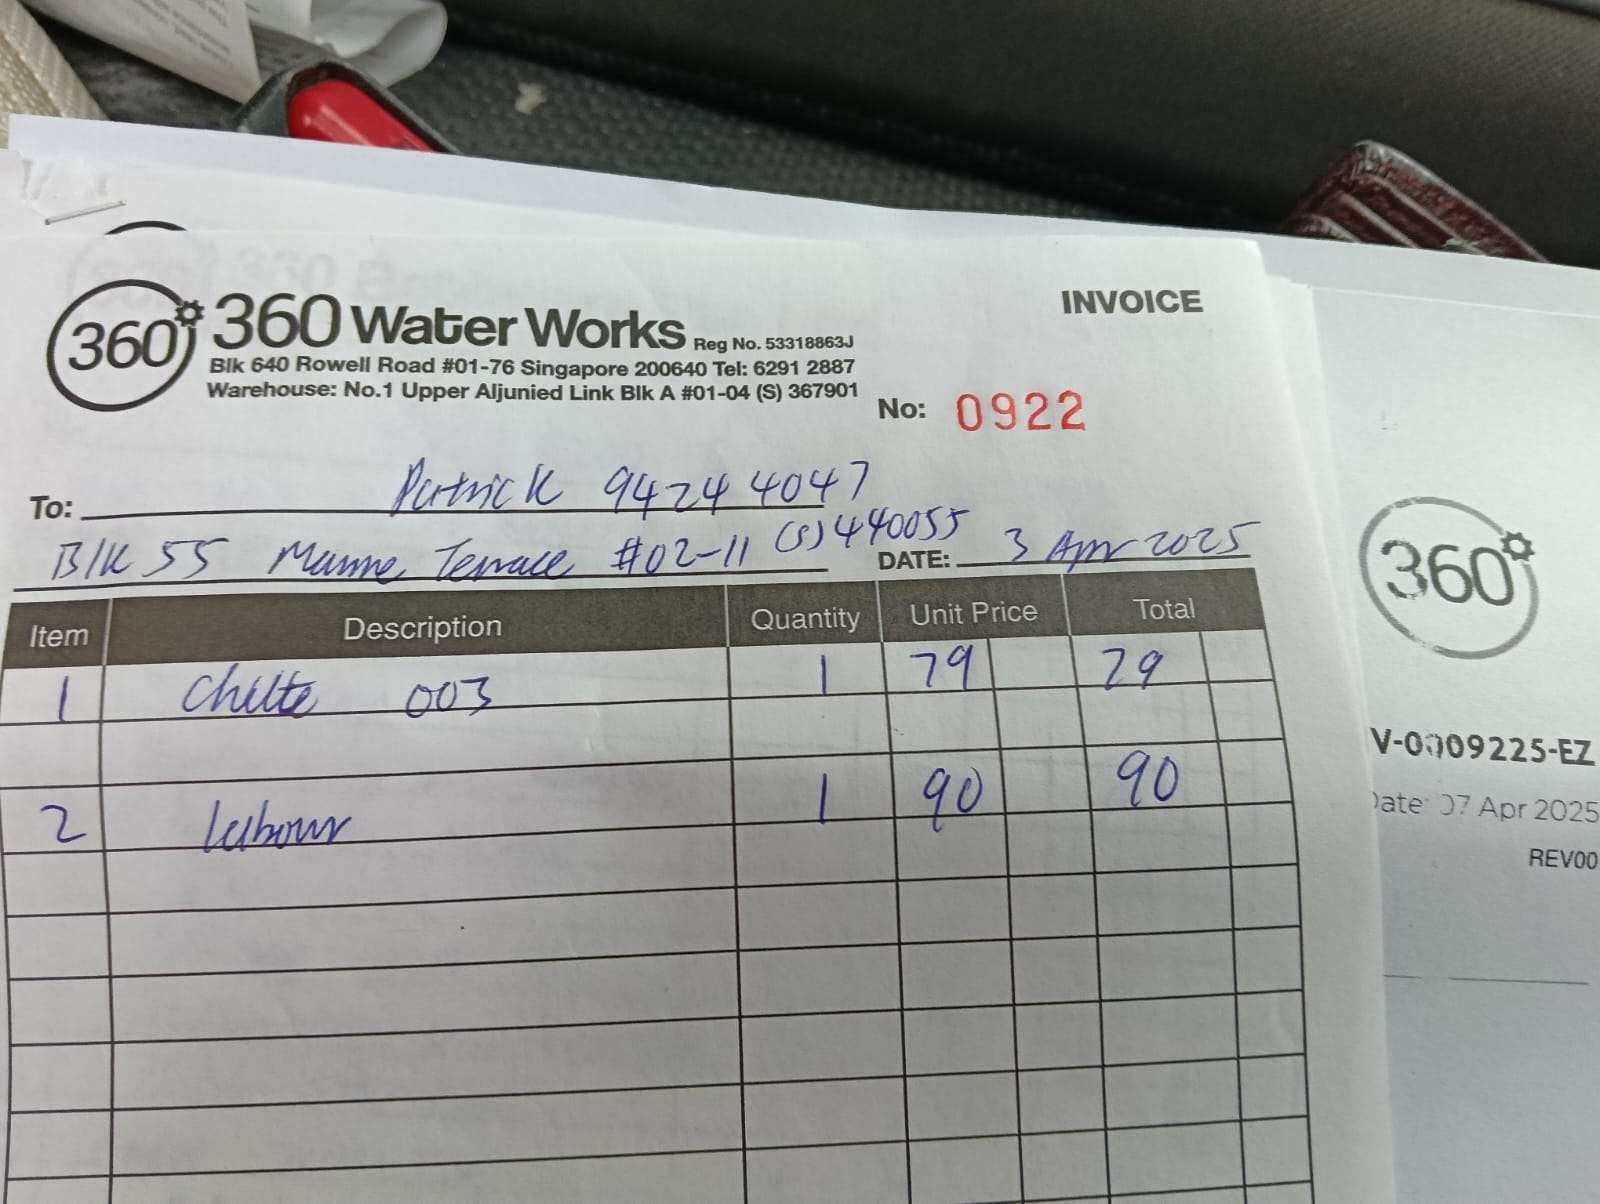 360° 360 Water Works Reg No. 53318863J
INVOICE
Blk 640 Rowell Road #01-76 Singapore 200640 Tel: 6291 2887
Warehouse: No.1 Upper Aljunied Link Blk A #01-04 (S) 367901
No: 0922
To: Patrick 9424 4047
Blk 55 Marine Terrace #02-11 (S) 440055
DATE: 3 Apr 2025
Item Description Quantity Unit Price Total
1 003 1 79 79
2 labour 1 90 90
360°
V-0009225-EZ
Date: 07 Apr 2025
REV00